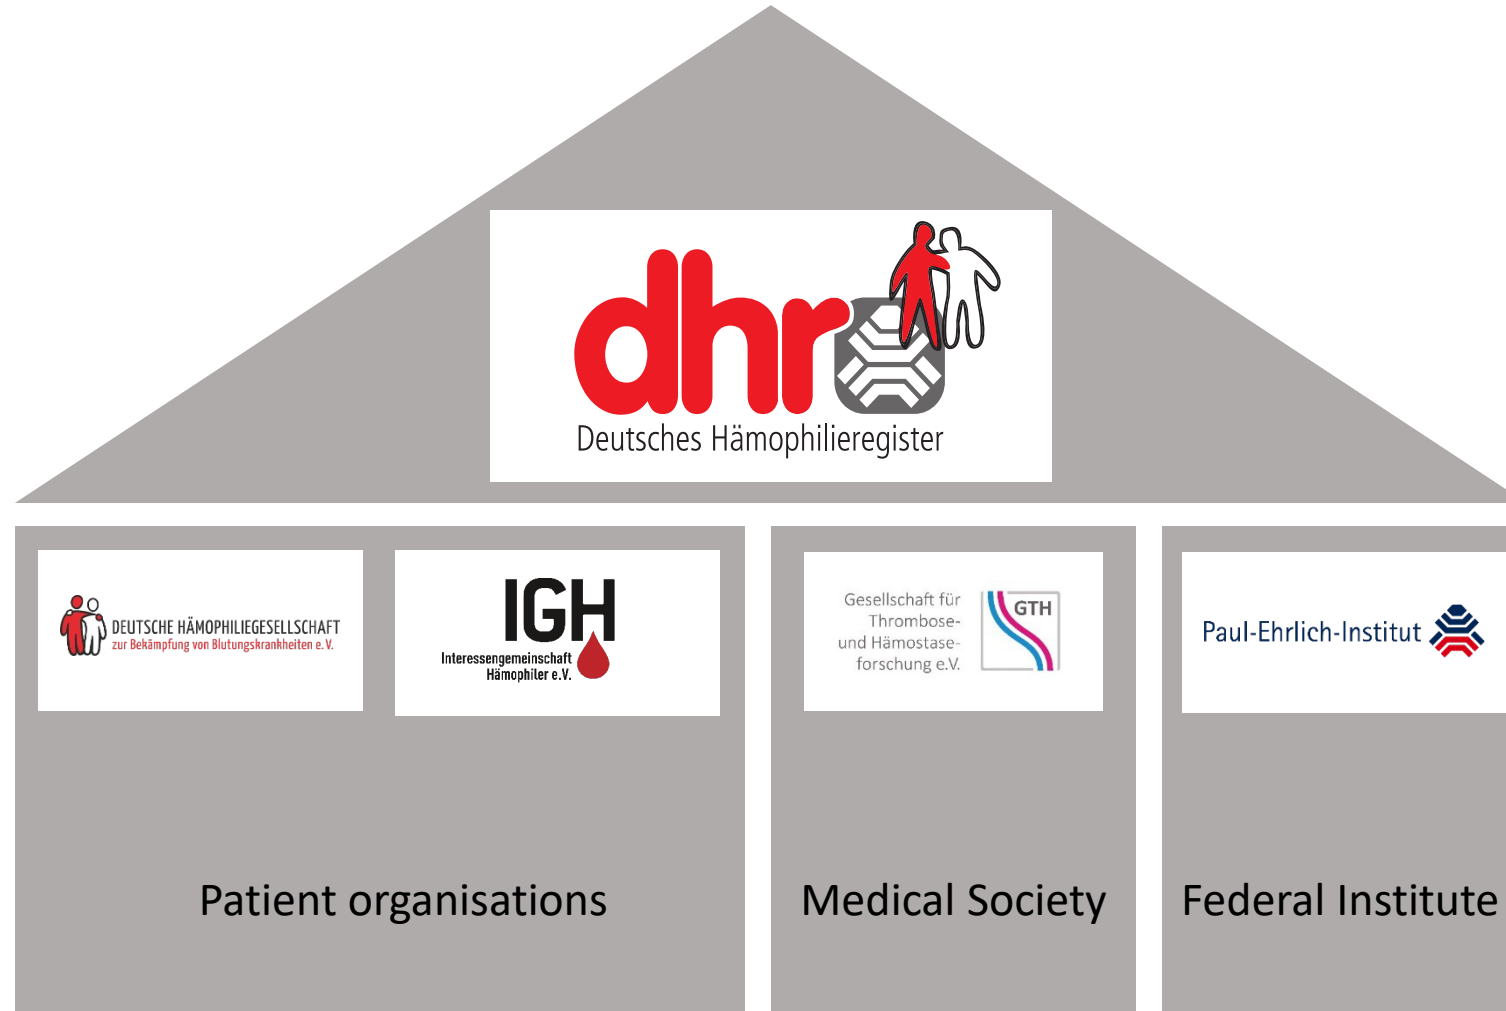 dhr
Deutsches Hämophilieregister
DEUTSCHE HÄMOPHILIEGESELLSCHAFT
zur Bekämpfung von Blutungskrankheiten e.V.
IGH
Interessengemeinschaft
Hämophiler e.V.
Gesellschaft für
Thrombose-
und Hämostase-
forschung e.V.
GTH
Paul-Ehrlich-Institut
Patient organisations
Medical Society
Federal Institute